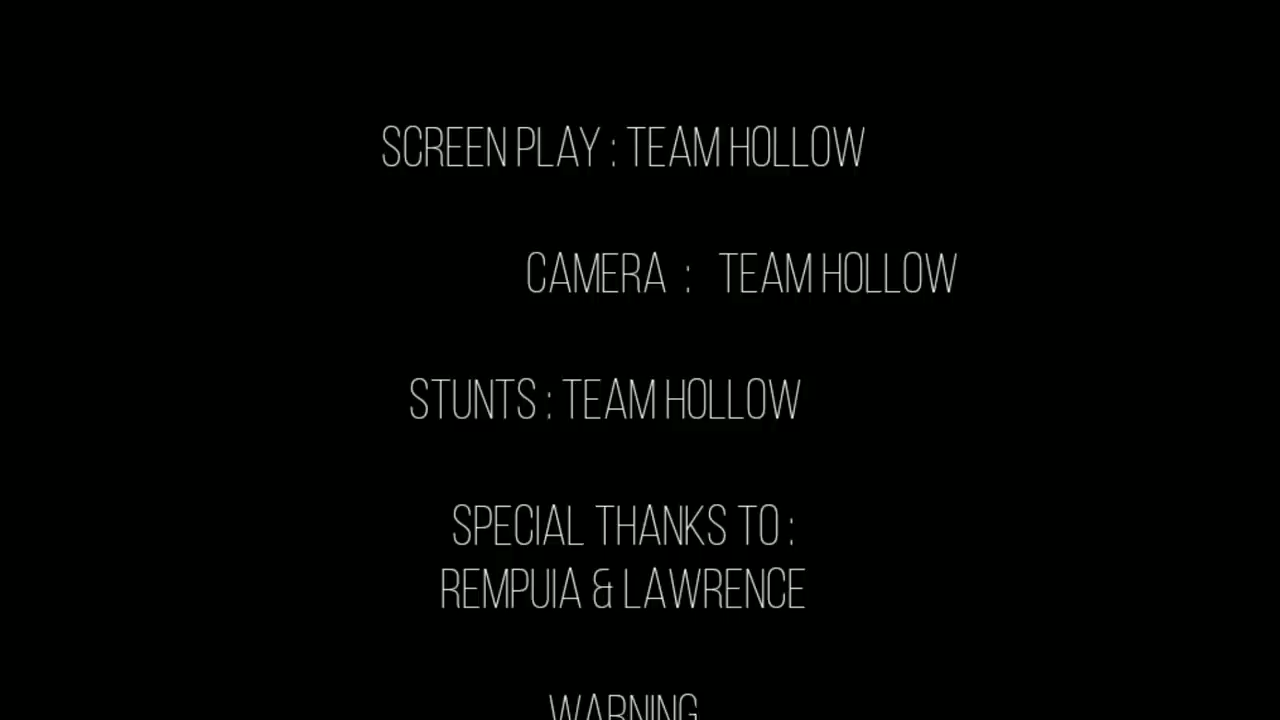 SCREEN PLAY : TEAM HOLLOW
CAMERA : TEAM HOLLOW
STUNTS : TEAM HOLLOW
SPECIAL THANKS TO :
REMPUIA & LAWRENCE
WARNING